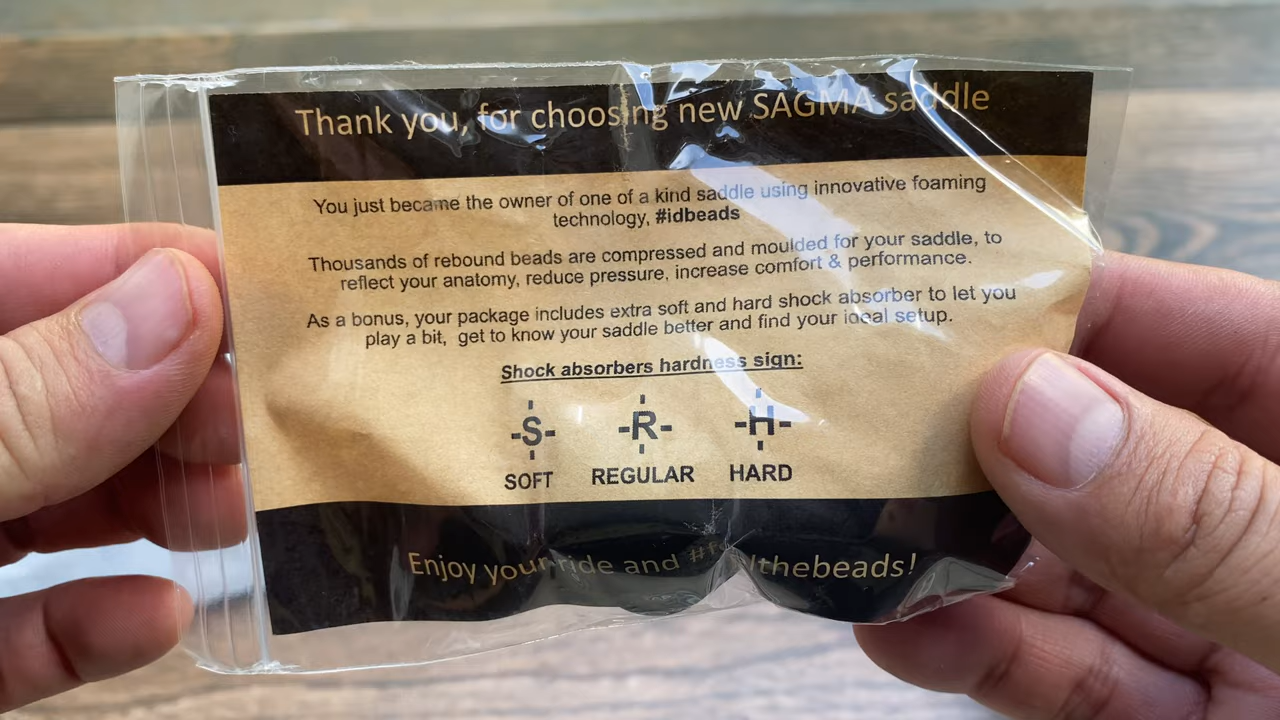 Thank you, for choosing new SAGMA saddle
You just became the owner of one of a kind saddle using innovative foaming
technology, #idbeads
Thousands of rebound beads are compressed and moulded for your saddle, to
reflect your anatomy, reduce pressure, increase comfort & performance.
As a bonus, your package includes extra soft and hard shock absorber to let you
play a bit, get to know your saddle better and find your ideal setup.
Shock absorbers hardness sign:
-S- -R- -H-
SOFT REGULAR HARD
Enjoy your ride and